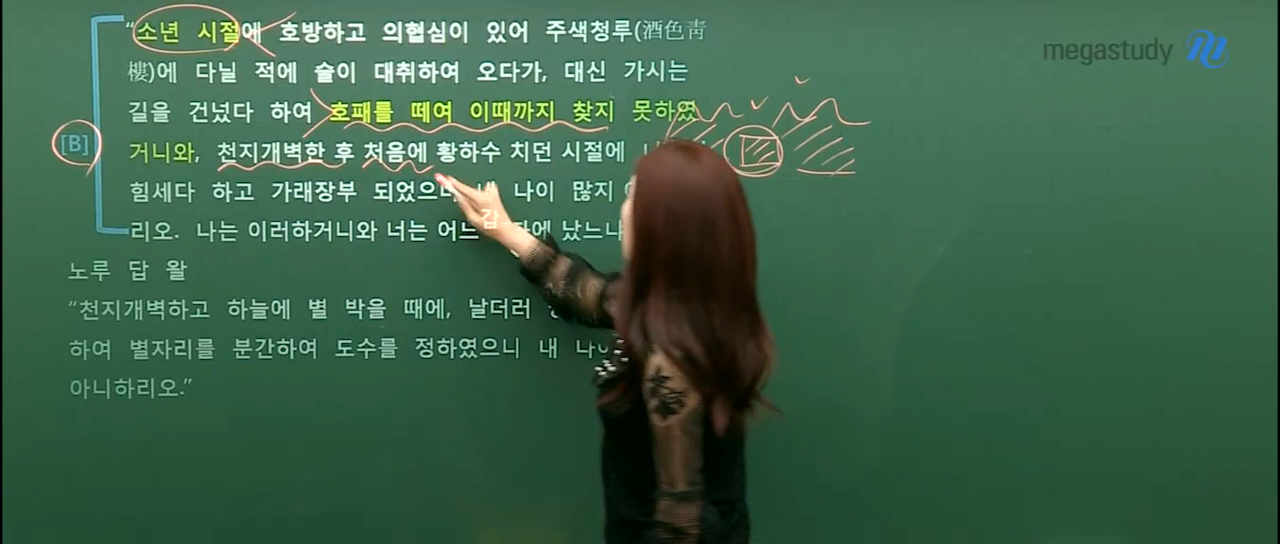 "소년 시절에 호방하고 의협심이 있어 주색청루(酒色靑
樓)에 다닐 적에 술이 대취하여 오다가, 대신 가시는
길을 건넜다 하여 호패를 떼여 이때까지 찾지 못하였
[B]
거니와, 천지개벽한 후 처음에 황하수 치던 시절에
힘세다 하고 가래장부 되었으니 내 나이 많지
리오. 나는 이러하거니와 너는 어느 갑 났느냐
노루 답 왈
"천지개벽하고 하늘에 별 박을 때에, 날더러
하여 별자리를 분간하여 도수를 정하였으니 내
아니하리오."
megastudy